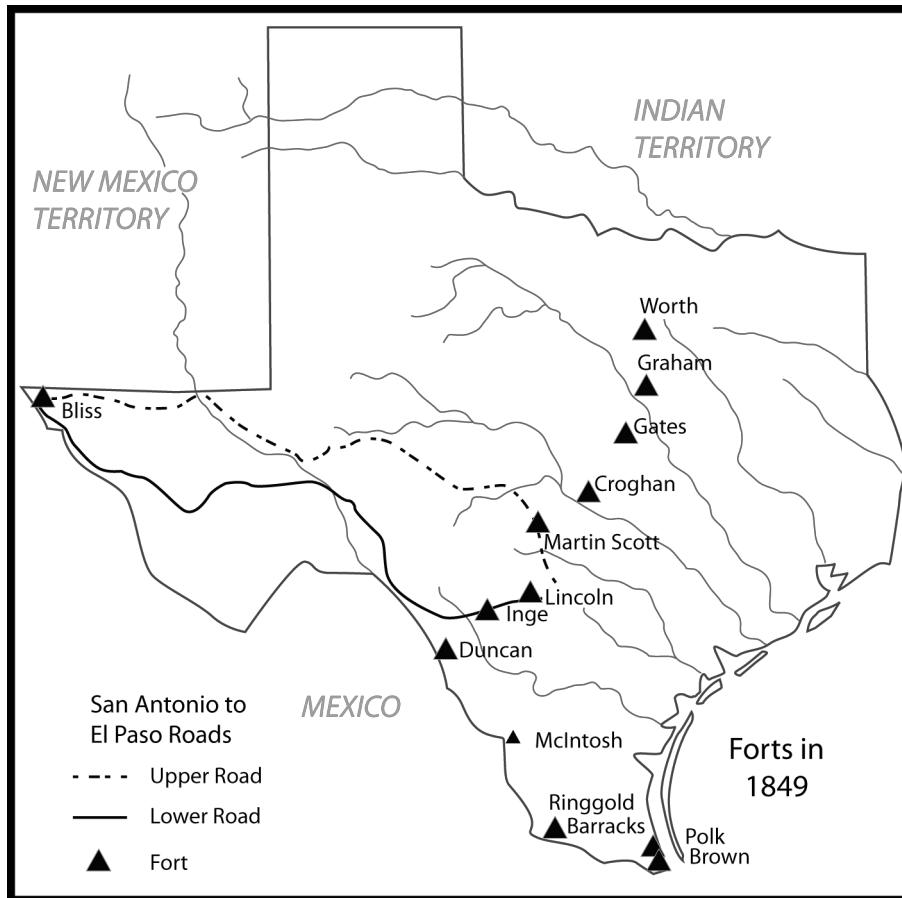 INDIAN
TERRITORY
NEW MEXICO
TERRITORY
Worth
Graham
Bliss
Gates
Croghan
Martin Scott
Lincoln
Inge
Duncan
MEXICO
San Antonio to
El Paso Roads
McIntosh
Forts in
1849
Upper Road
Lower Road
Ringgold
Barracks
Polk
Brown
Fort